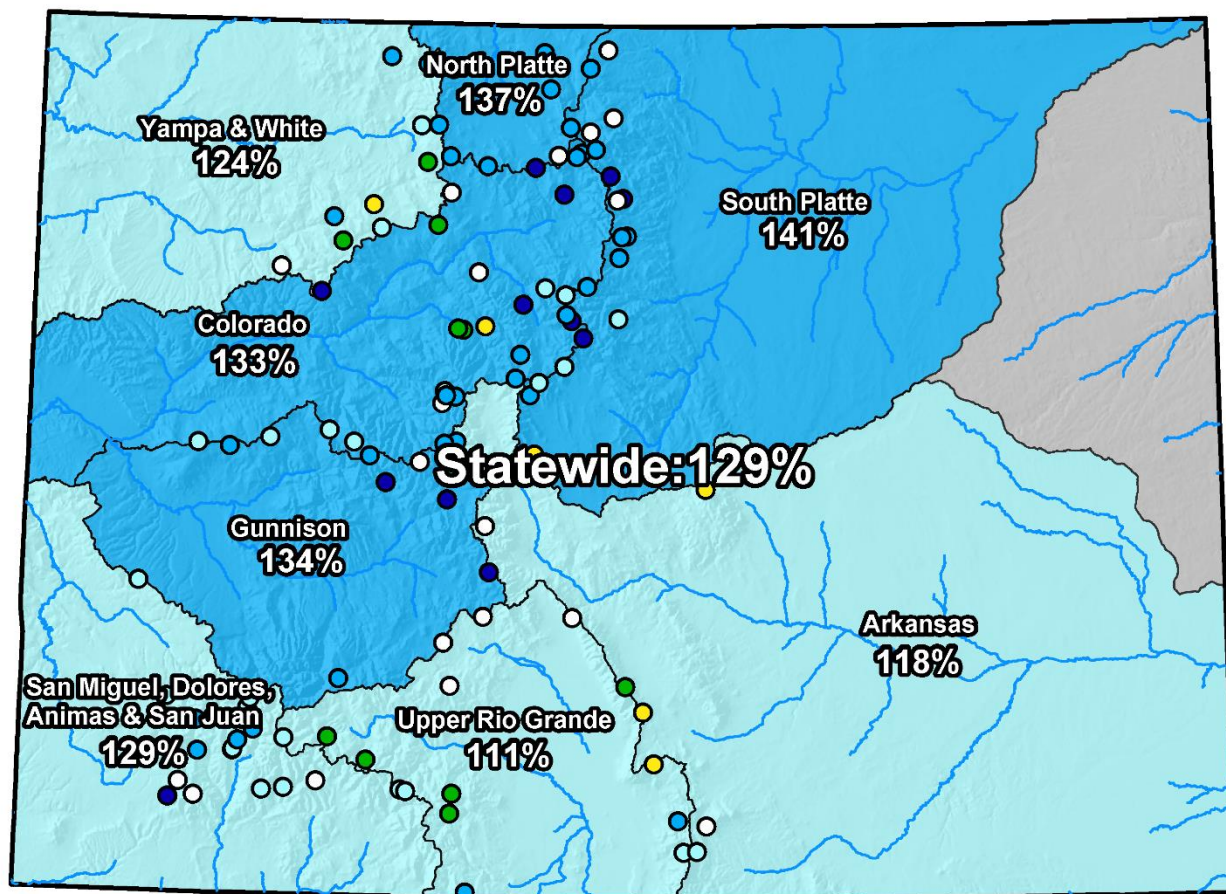 North Platte
137%
Yampa & White
124%
South Platte
141%
Colorado
133%
Statewide:129%
Gunnison
134%
Arkansas
118%
San Miguel, Dolores,
Animas & San Juan
129%
Upper Rio Grande
111%